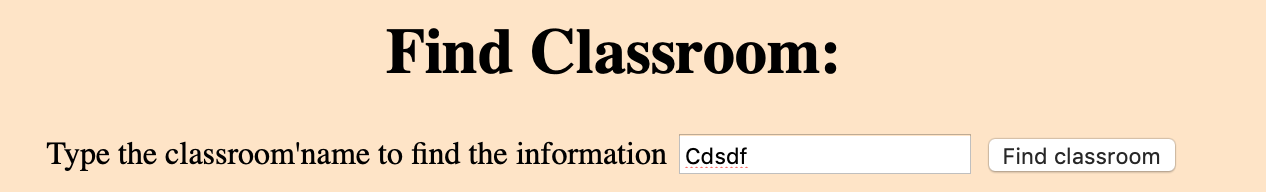 Find Classroom:
Type the classroom'name to find the information Cdsdf Find classroom